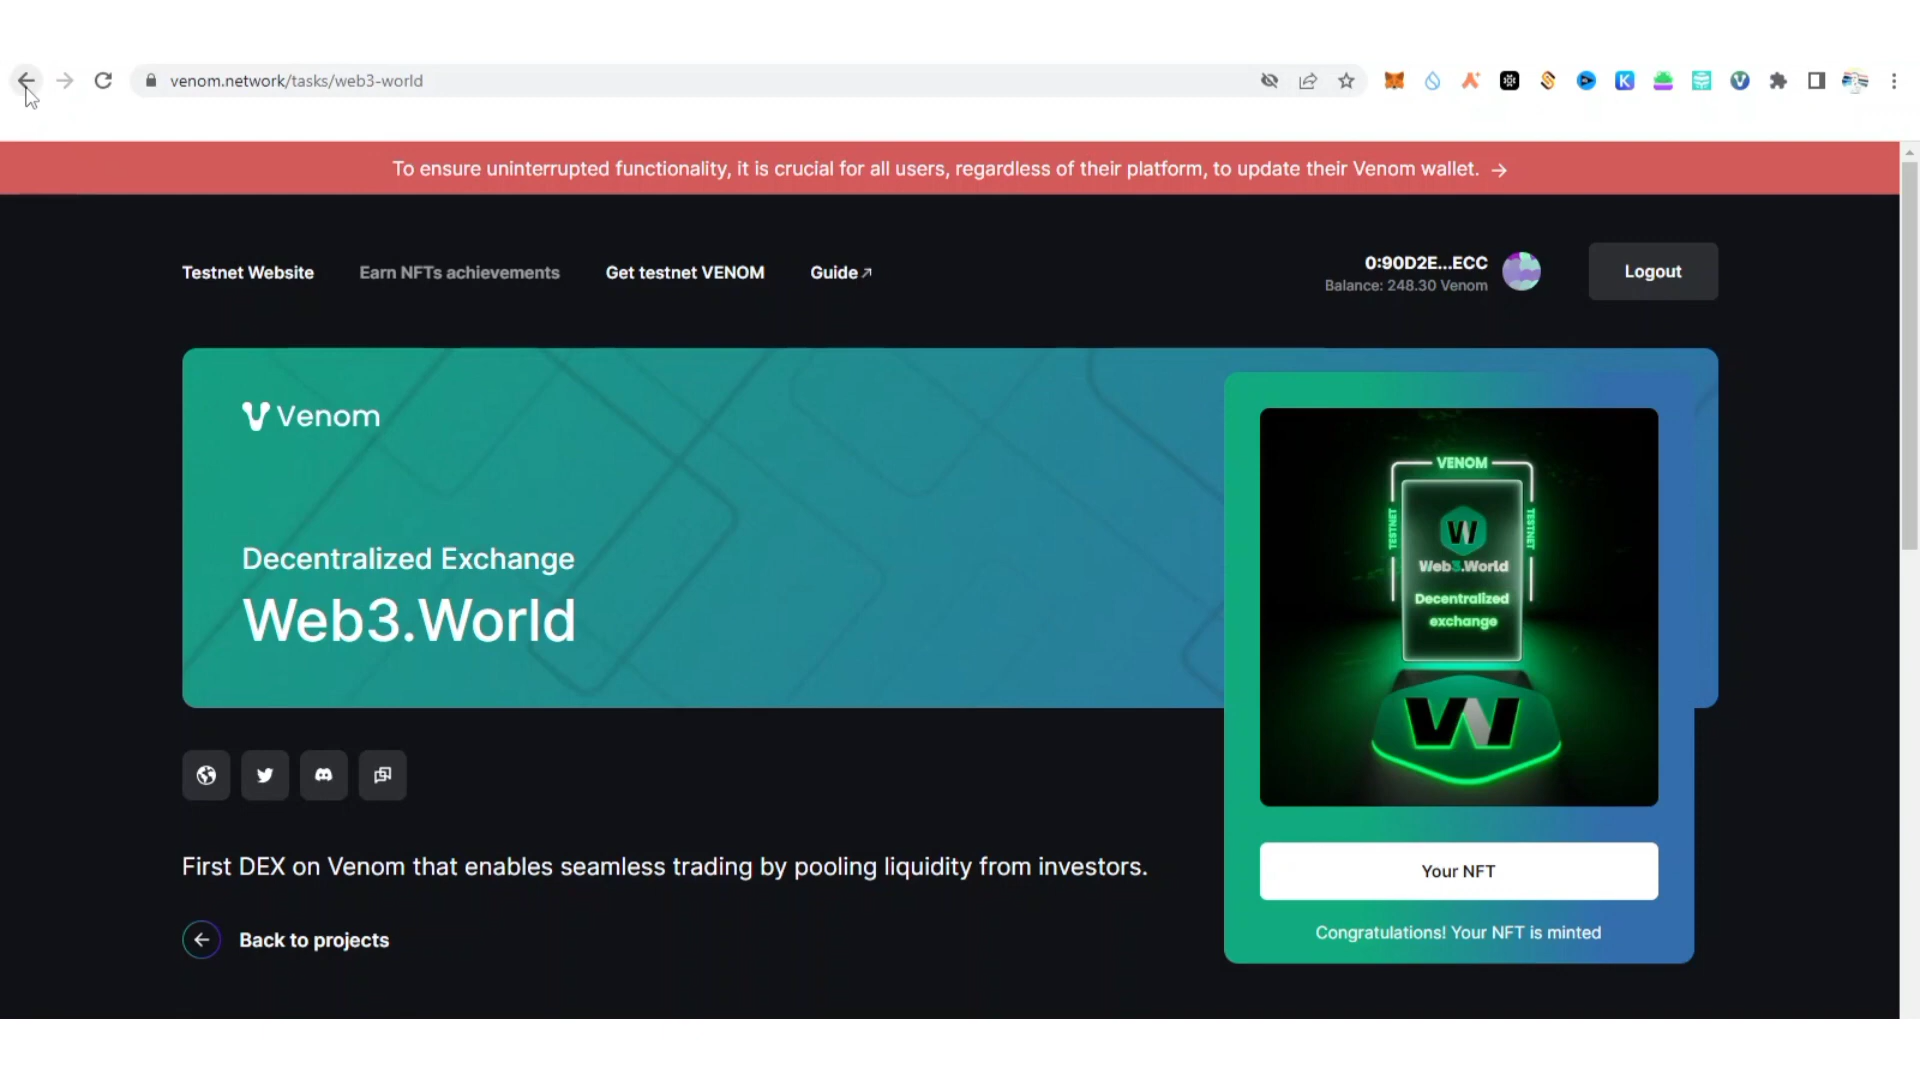 venom.network/tasks/web3-world
To ensure uninterrupted functionality, it is crucial for all users, regardless of their platform, to update their Venom wallet. →
Testnet Website
Earn NFTs achievements
Get testnet VENOM
Guide ↗
0:90D2E...ECC
Balance: 248.30 Venom
Logout
Venom
Decentralized Exchange
Web3.World
VENOM
TESTNET
TESTNET
W
Web3.World
Decentralized
exchange
W
First DEX on Venom that enables seamless trading by pooling liquidity from investors.
Back to projects
Your NFT
Congratulations! Your NFT is minted